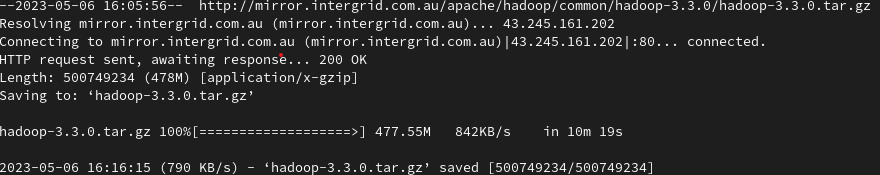 --2023-05-06 16:05:56--  http://mirror.intergrid.com.au/apache/hadoop/common/hadoop-3.3.0/hadoop-3.3.0.tar.gz
Resolving mirror.intergrid.com.au (mirror.intergrid.com.au)... 43.245.161.202
Connecting to mirror.intergrid.com.au (mirror.intergrid.com.au)|43.245.161.202|:80... connected.
HTTP request sent, awaiting response... 200 OK
Length: 500749234 (478M) [application/x-gzip]
Saving to: ‘hadoop-3.3.0.tar.gz’
hadoop-3.3.0.tar.gz 100%[===================>] 477.55M   842KB/s    in 10m 19s
2023-05-06 16:16:15 (790 KB/s) - ‘hadoop-3.3.0.tar.gz’ saved [500749234/500749234]